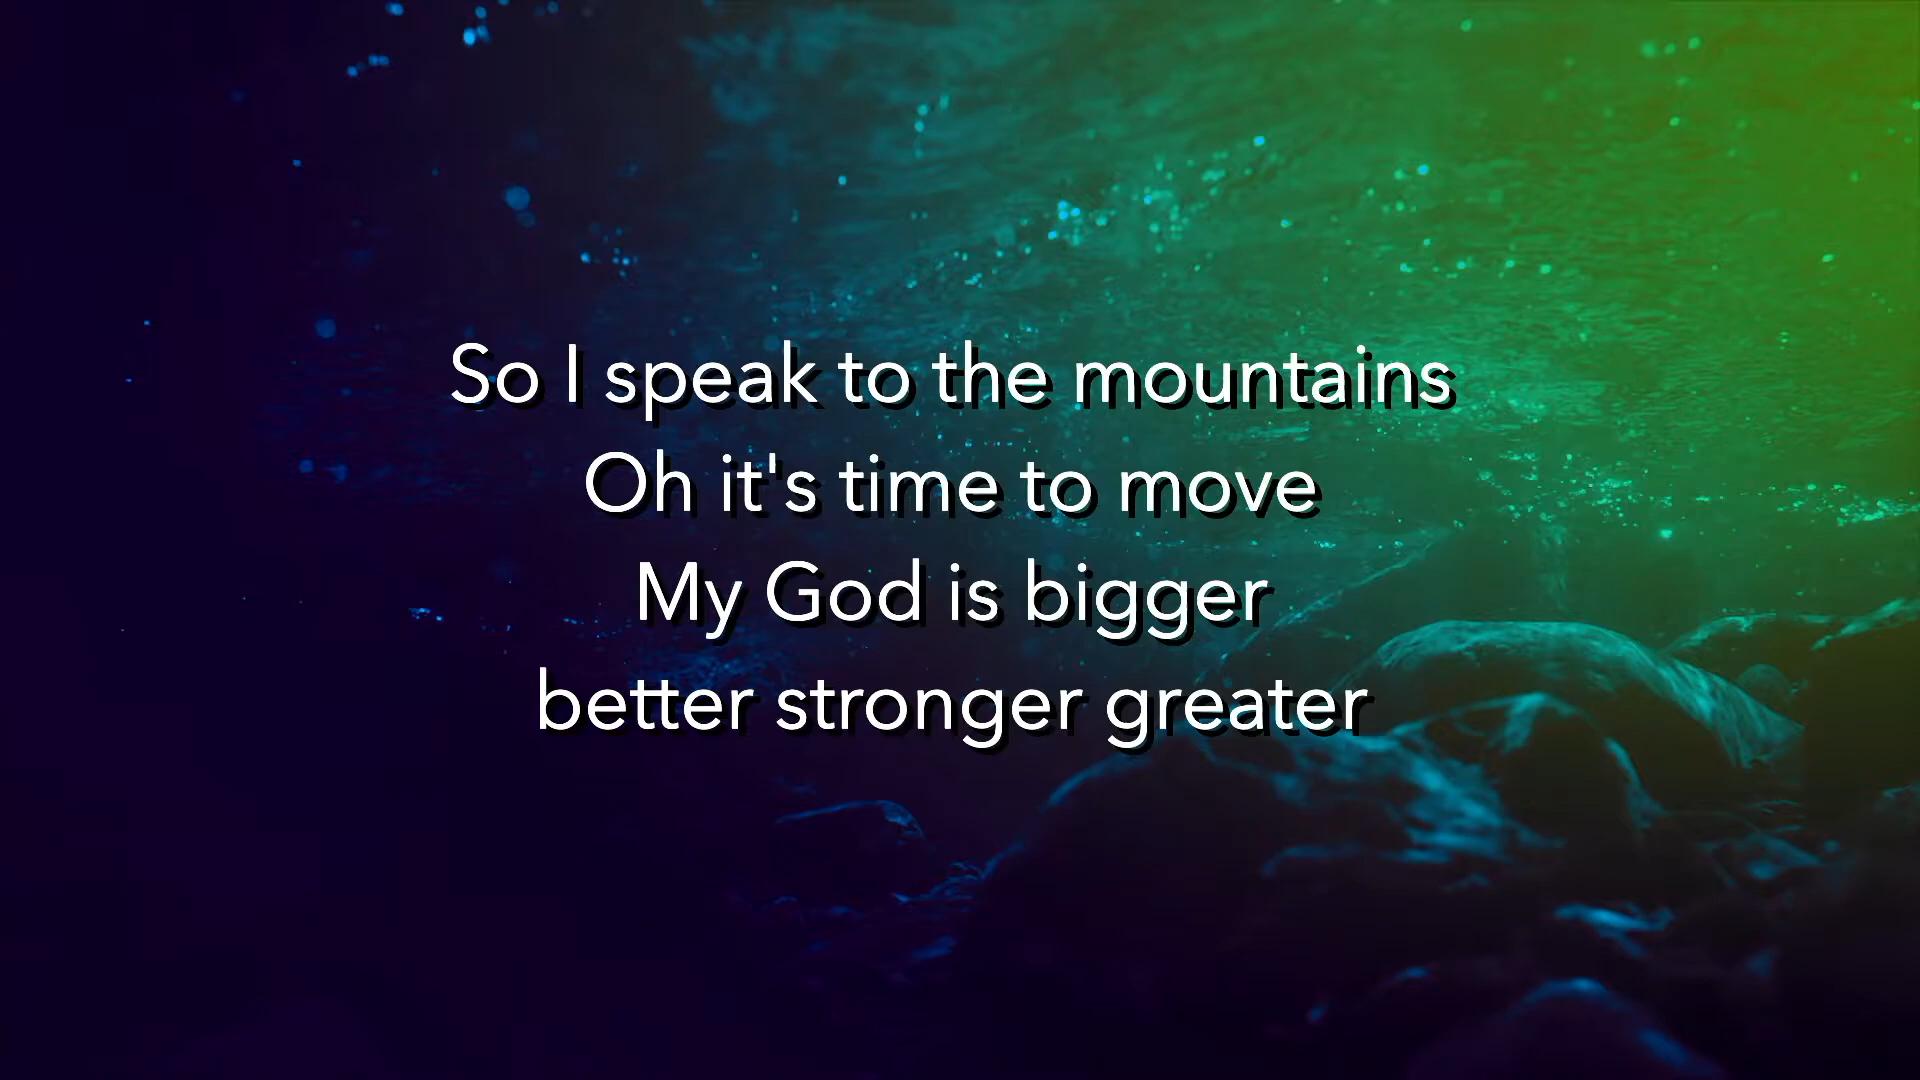 So I speak to the mountains
Oh it's time to move
My God is bigger
better stronger greater